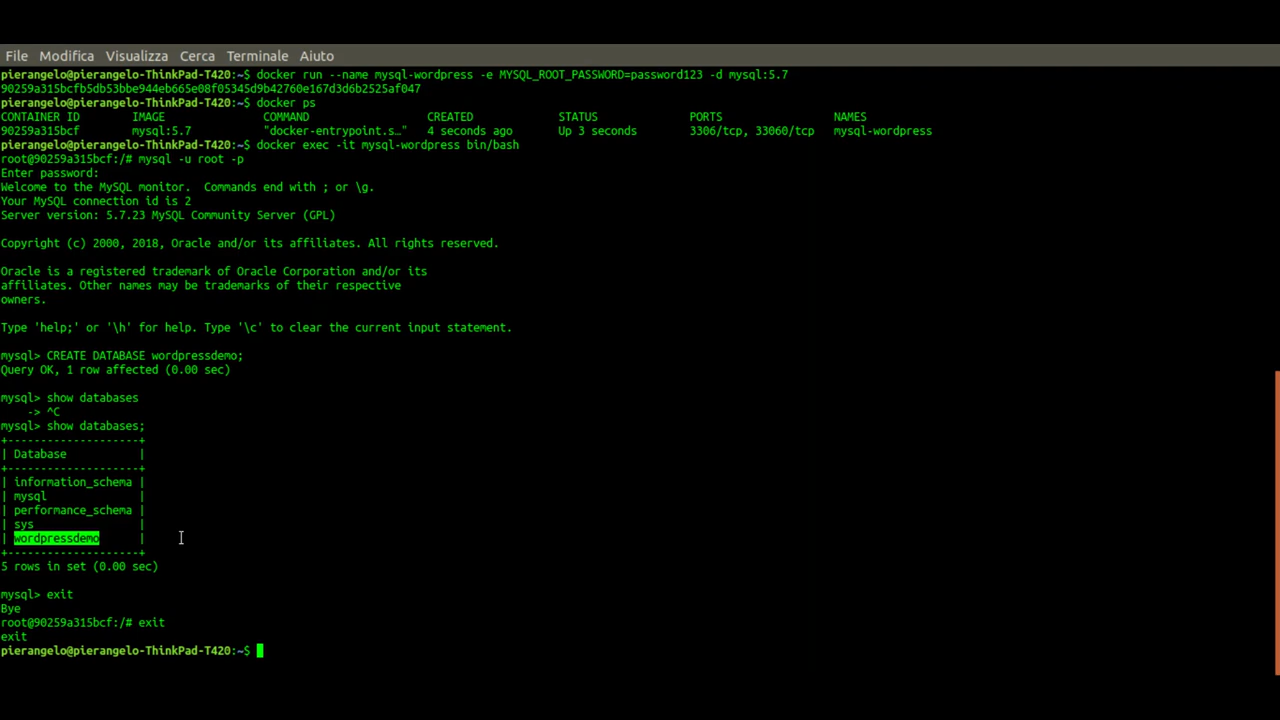 File Modifica Visualizza Cerca Terminale Aiuto
pierangelo@pierangelo-ThinkPad-T420:~$ docker run --name mysql-wordpress -e MYSQL_ROOT_PASSWORD=password123 -d mysql:5.7
90259a315bcfb5db53bbe944eb665e08f05345d9b42760e167d3d6b2525af047
pierangelo@pierangelo-ThinkPad-T420:~$ docker ps
CONTAINER ID IMAGE COMMAND CREATED STATUS PORTS NAMES
90259a315bcf mysql:5.7 "docker-entrypoint.s…" 4 seconds ago Up 3 seconds 3306/tcp, 33060/tcp mysql-wordpress
pierangelo@pierangelo-ThinkPad-T420:~$ docker exec -it mysql-wordpress bin/bash
root@90259a315bcf:/# mysql -u root -p
Enter password:
Welcome to the MySQL monitor.  Commands end with ; or \g.
Your MySQL connection id is 2
Server version: 5.7.23 MySQL Community Server (GPL)
Copyright (c) 2000, 2018, Oracle and/or its affiliates. All rights reserved.
Oracle is a registered trademark of Oracle Corporation and/or its
affiliates. Other names may be trademarks of their respective
owners.
Type 'help;' or '\h' for help. Type '\c' to clear the current input statement.
mysql> CREATE DATABASE wordpressdemo;
Query OK, 1 row affected (0.00 sec)
mysql> show databases
    -> ^C
mysql> show databases;
+--------------------+
| Database           |
+--------------------+
| information_schema |
| mysql              |
| performance_schema |
| sys                |
| wordpressdemo      |
+--------------------+
5 rows in set (0.00 sec)
mysql> exit
Bye
root@90259a315bcf:/# exit
exit
pierangelo@pierangelo-ThinkPad-T420:~$